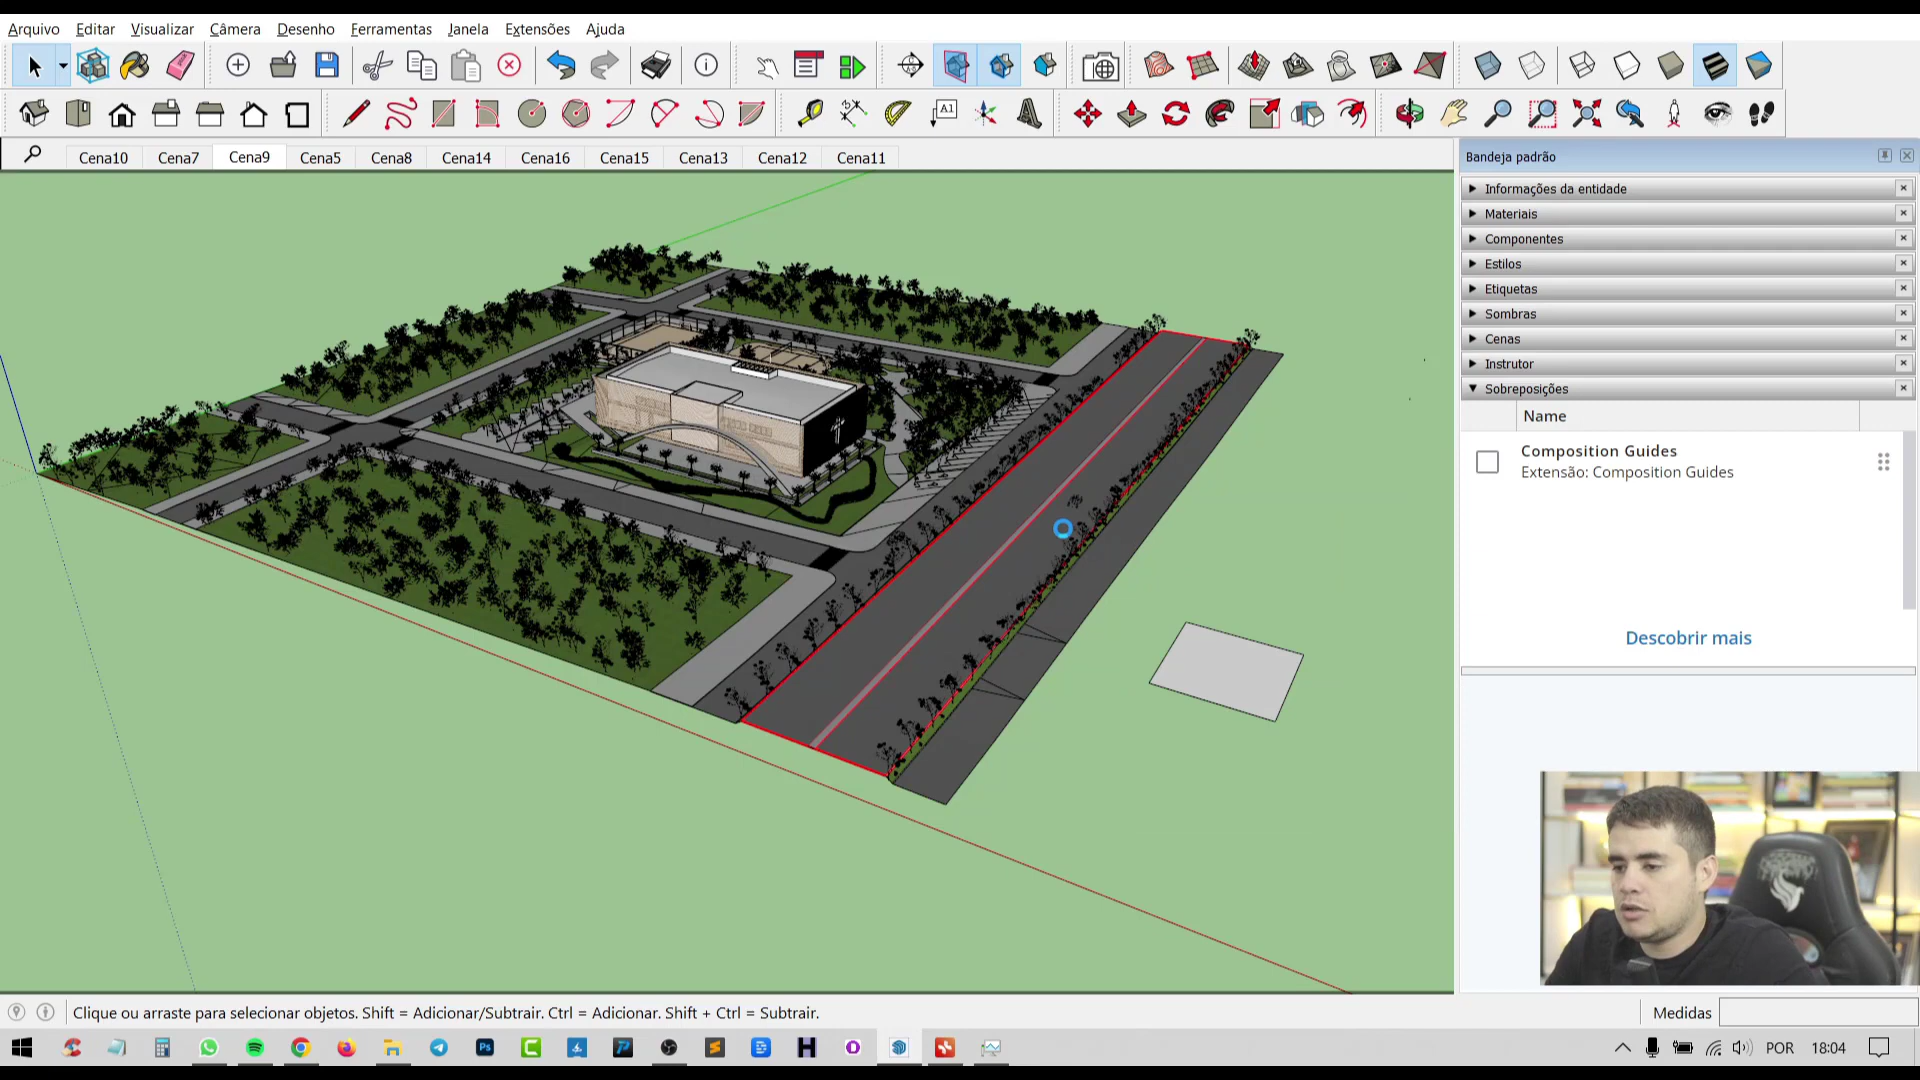 Arquivo Editar Visualizar Câmera Desenho Ferramentas Janela Extensões Ajuda
A1
Cena10 Cena7 Cena9 Cena5 Cena8 Cena14 Cena16 Cena15 Cena13 Cena12 Cena11
Bandeja padrão
Informações da entidade
Materiais
Componentes
Estilos
Etiquetas
Sombras
Cenas
Instrutor
Sobreposições
Name
Composition Guides
Extensão: Composition Guides
Descobrir mais
Clique ou arraste para selecionar objetos. Shift = Adicionar/Subtrair. Ctrl = Adicionar. Shift + Ctrl = Subtrair.
Medidas
Ps
POR 18:04